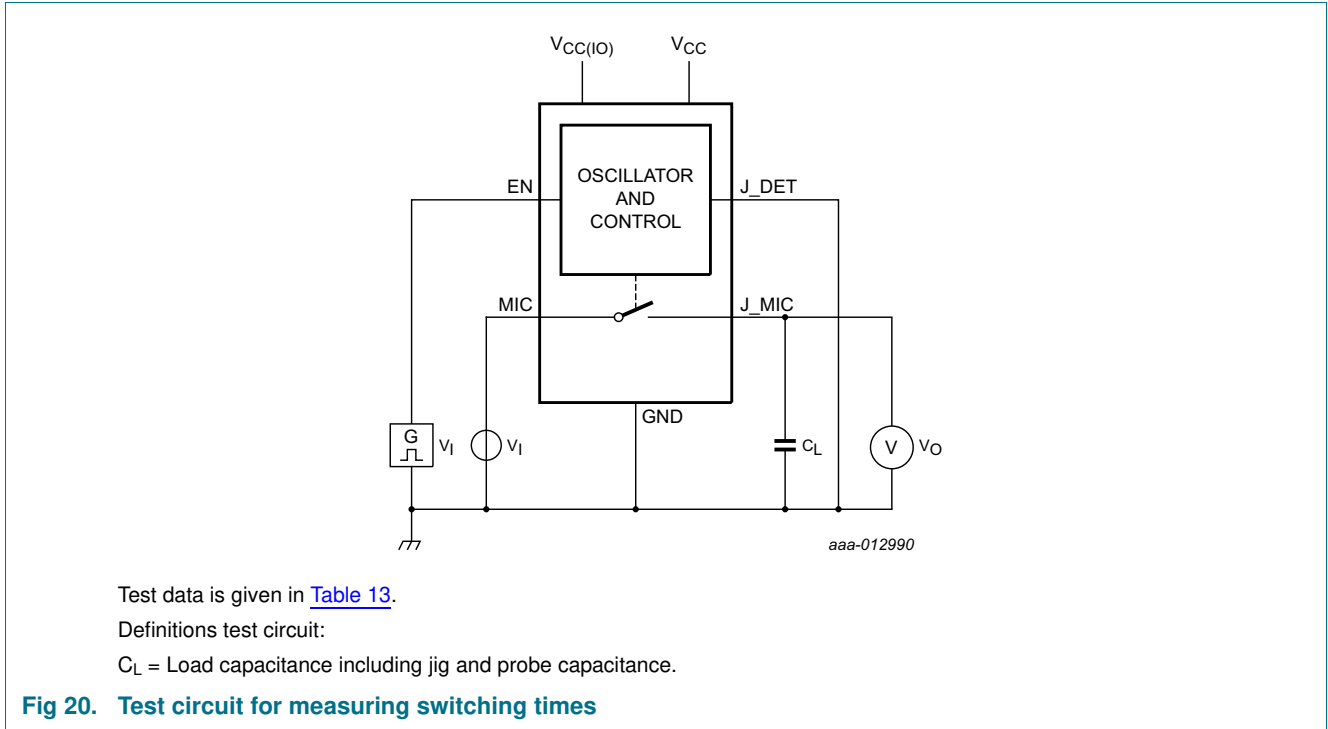 VCC(IO) VCC
OSCILLATOR
AND
CONTROL
EN
J_DET
MIC
J_MIC
GND
G
VI
VI
CL
V
VO
aaa-012990
Test data is given in Table 13.
Definitions test circuit:
CL = Load capacitance including jig and probe capacitance.
Fig 20. Test circuit for measuring switching times